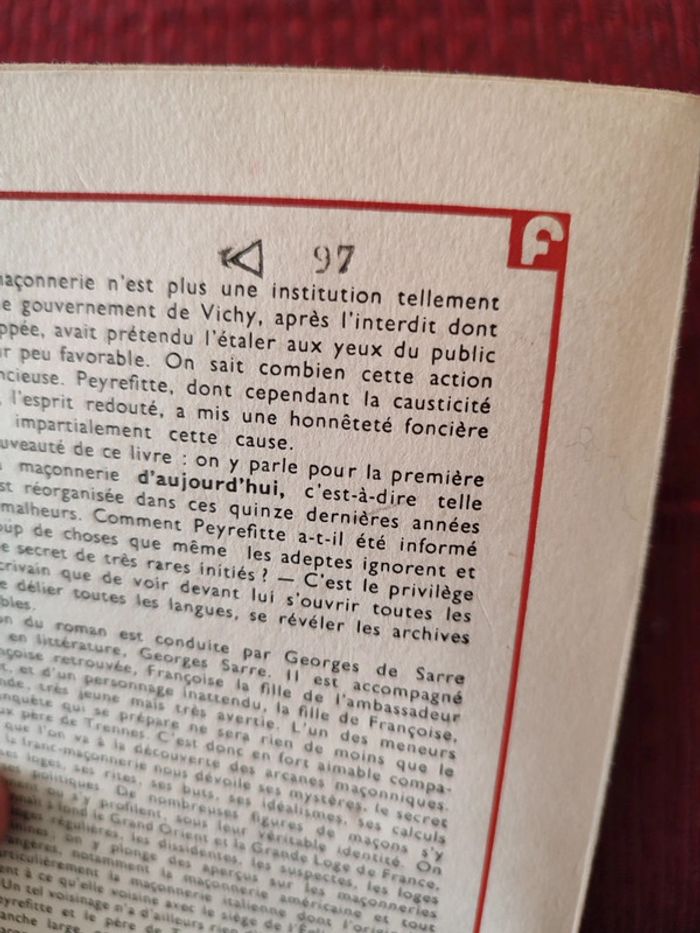 97
f
maçonnerie n'est plus une institution tellement
e gouvernement de Vichy, après l'interdit dont
ppée, avait prétendu l'étaler aux yeux du public
r peu favorable. On sait combien cette action
ncieuse. Peyrefitte, dont cependant la causticité
, l'esprit redouté, a mis une honnêteté foncière
impartialement cette cause.
uveauté de ce livre : on y parle pour la première
maçonnerie d'aujourd'hui, c'est-à-dire telle
st réorganisée dans ces quinze dernières années
malheurs. Comment Peyrefitte a-t-il été informé
oup de choses que même les adeptes ignorent et
e secret de très rares initiés ? — C'est le privilège
crivain que de voir devant lui s'ouvrir toutes les
e délier toutes les langues, se révéler les archives
bles.
on du roman est conduite par Georges de Sarre
en littérature, Georges Sarre. Il est accompagné
nçoise retrouvée, Françoise la fille de l'ambassadeur
t, et d'un personnage inattendu, la fille de Françoise,
nde, très jeune mais très avertie. L'un des meneurs
nquête qui se prépare ne sera rien de moins que le
ux père de Trennes. C'est donc en fort aimable compa-
que l'on va à la découverte des arcanes maçonniques.
la franc-maçonnerie nous dévoile ses mystères, le secret
ses loges, ses rites, ses buts, ses idéalismes, ses calculs
politiques. De nombreuses figures de maçons s'y
ou s'y profilent, sous leur véritable identité. On
à fond le Grand Orient et la Grande Loge de France,
régulières, les dissidentes, les suspectes, les loges
on y plonge des aperçus sur les maçonneries
notamment la maçonnerie américaine et tout
particulièrement la maçonnerie italienne dont l'origi
ent à ce qu'elle voisine avec le siège de l'Égli
Un tel voisinage n'a d'ailleurs rien
eyrefitte et le père de
anche large